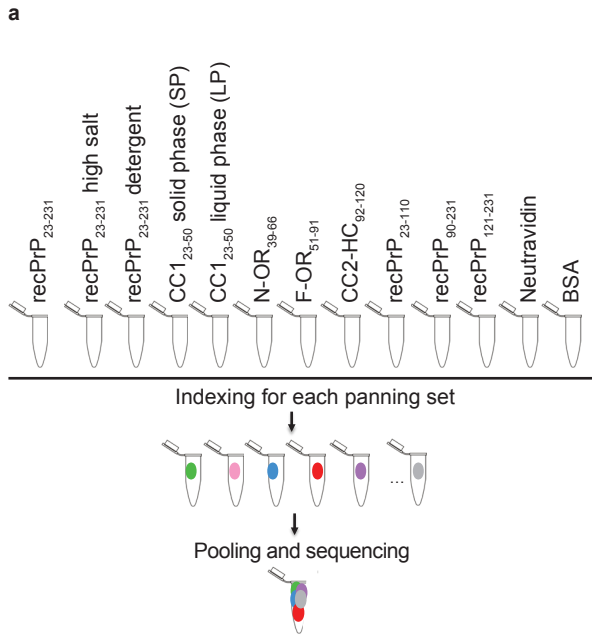 a
recPrP23-231
recPrP23-231 high salt
recPrP23-231 detergent
CC123-50 solid phase (SP)
CC123-50 liquid phase (LP)
N-OR39-66
F-OR51-91
CC2-HC92-120
recPrP23-110
recPrP90-231
recPrP121-231
Neutravidin
BSA
Indexing for each panning set
...
Pooling and sequencing